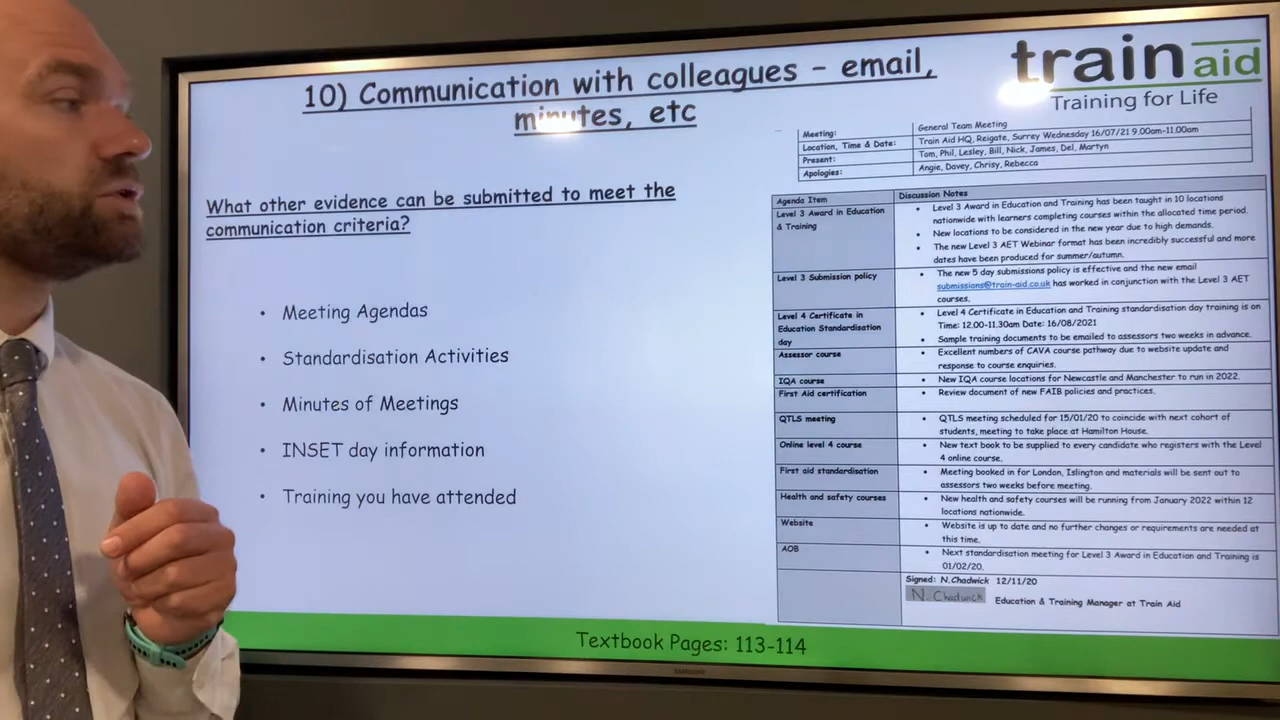 10) Communication with colleagues – email,
minutes, etc
train aid
Training for Life
What other evidence can be submitted to meet the
communication criteria?
• Meeting Agendas
• Standardisation Activities
• Minutes of Meetings
• INSET day information
• Training you have attended
Meeting: General Team Meeting
Location, Time & Date: Train Aid HQ, Reigate, Surrey Wednesday 16/07/21 9.00am-11.00am
Present: Tom, Phil, Lesley, Bill, Nick, James, Del, Martyn
Apologies: Angie, Davey, Chrisy, Rebecca
Agenda Item Discussion Notes
Level 3 Award in Education
& Training
• Level 3 Award in Education and Training has been taught in 10 locations
nationwide with learners completing courses within the allocated time period.
• New locations to be considered in the new year due to high demands.
• The new Level 3 AET Webinar format has been incredibly successful and more
dates have been produced for summer/autumn.
Level 3 Submission policy
• The new 5 day submissions policy is effective and the new email
submissions@train-aid.co.uk has worked in conjunction with the Level 3 AET
courses.
Level 4 Certificate in
Education Standardisation
day
• Level 4 Certificate in Education and Training standardisation day training is on
Time: 12.00-11.30am Date: 16/08/2021
• Sample training documents to be emailed to assessors two weeks in advance.
Assessor course
• Excellent numbers of CAVA course pathway due to website update and
response to course enquiries.
IQA course
• New IQA course locations for Newcastle and Manchester to run in 2022.
First Aid certification
• Review document of new FAIB policies and practices.
QTLS meeting
• QTLS meeting scheduled for 15/01/20 to coincide with next cohort of
students, meeting to take place at Hamilton House.
Online level 4 course
• New text book to be supplied to every candidate who registers with the Level
4 online course.
First aid standardisation
• Meeting booked in for London, Islington and materials will be sent out to
assessors two weeks before meeting.
Health and safety courses
• New health and safety courses will be running from January 2022 within 12
locations nationwide.
Website
• Website is up to date and no further changes or requirements are needed at
this time.
AOB
• Next standardisation meeting for Level 3 Award in Education and Training is
01/02/20.
Signed: N.Chadwick 12/11/20
N. Chadwick Education & Training Manager at Train Aid
Textbook Pages: 113-114
SAMSUNG